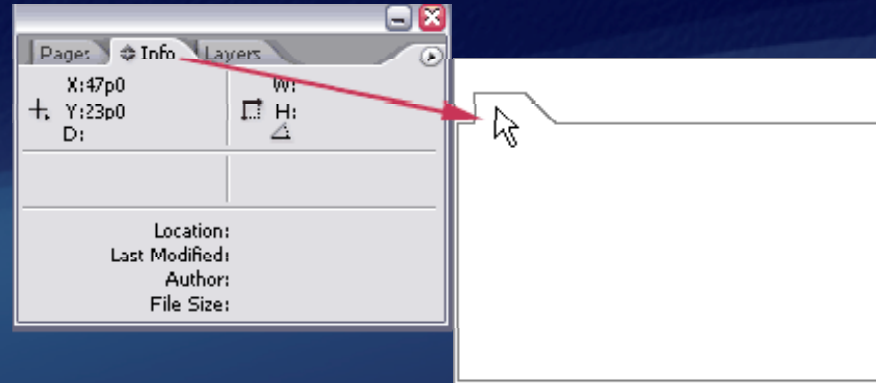 Pages Info Layers
X:47p0 W:
Y:23p0 H:
D:
Location:
Last Modified:
Author:
File Size: